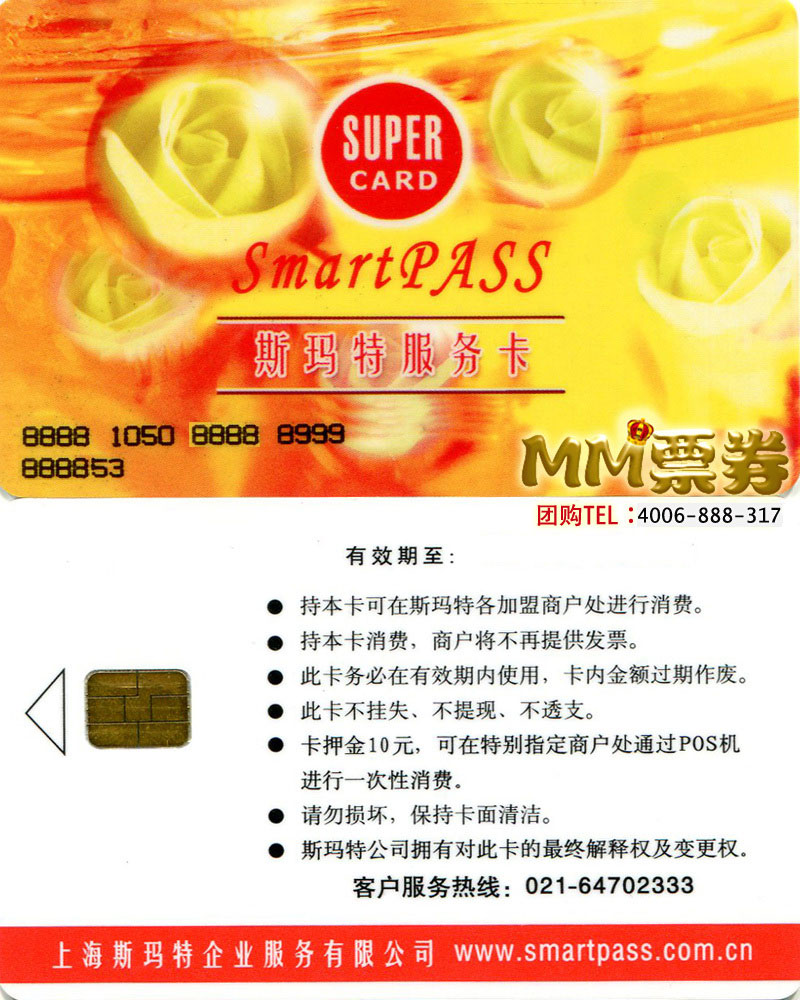 SUPER
CARD
SmartPASS
斯玛特服务卡
8888 1050 8888 8999
888853
MM票券
团购TEL：4006-888-317
有效期至：
● 持本卡可在斯玛特各加盟商户处进行消费。
● 持本卡消费，商户将不再提供发票。
● 此卡务必在有效期内使用，卡内金额过期作废。
● 此卡不挂失、不提现、不透支。
● 卡押金10元，可在特别指定商户处通过POS机
进行一次性消费。
● 请勿损坏，保持卡面清洁。
● 斯玛特公司拥有对此卡的最终解释权及变更权。
客户服务热线：021-64702333
上海斯玛特企业服务有限公司 www.smartpass.com.cn